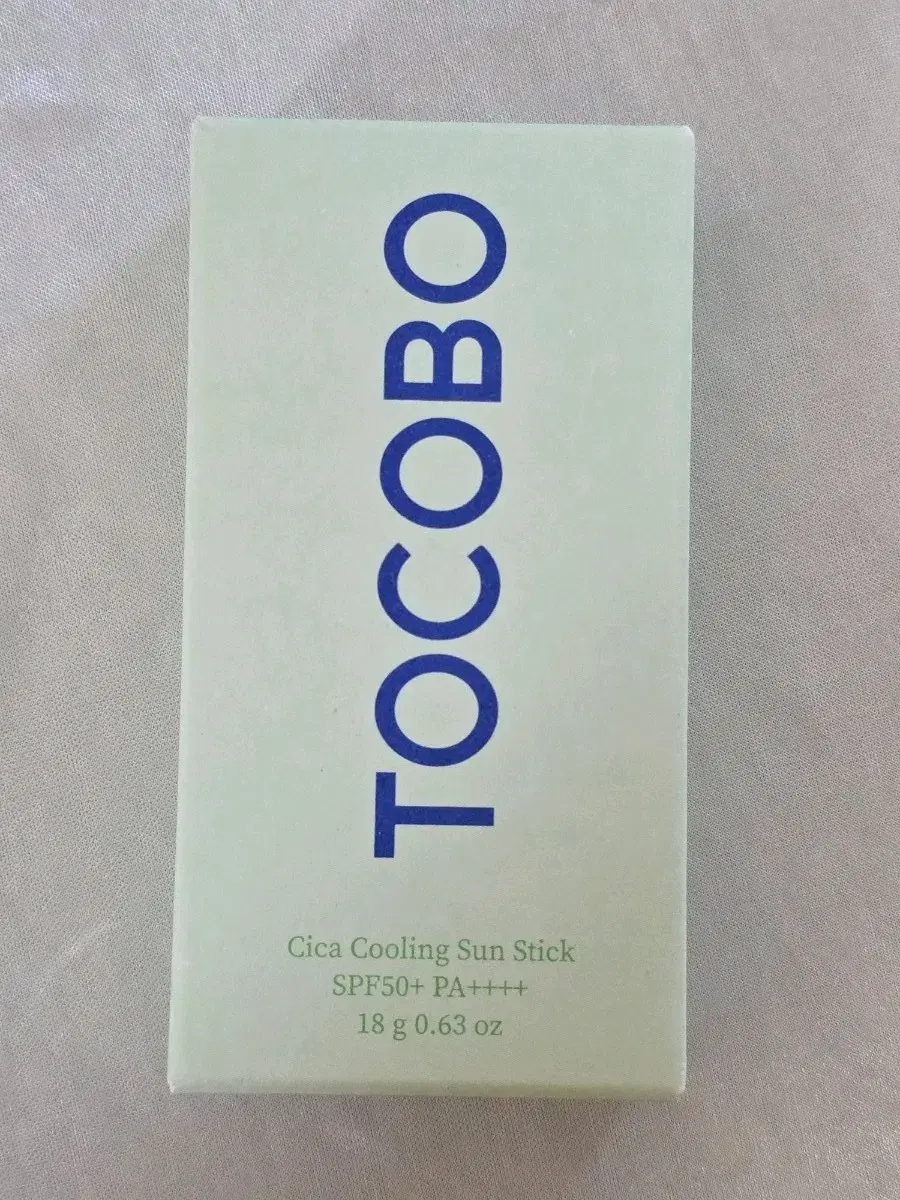 TOCOBO
Cica Cooling Sun Stick
SPF50+ PA++++
18 g 0.63 oz